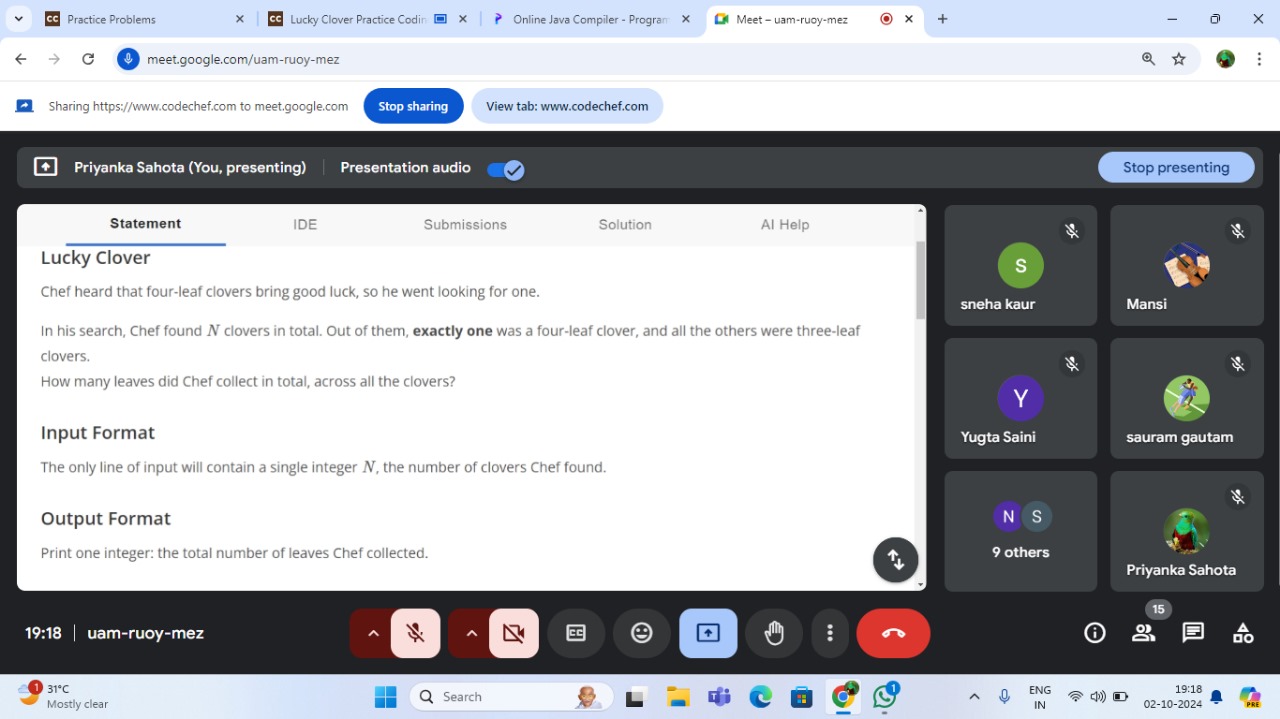 Practice Problems
Lucky Clover Practice Codin
Online Java Compiler - Program
Meet – uam-ruoy-mez
meet.google.com/uam-ruoy-mez
Sharing https://www.codechef.com to meet.google.com
Stop sharing
View tab: www.codechef.com
Priyanka Sahota (You, presenting)
Presentation audio
Stop presenting
Statement
IDE
Submissions
Solution
AI Help
Lucky Clover
Chef heard that four-leaf clovers bring good luck, so he went looking for one.
In his search, Chef found N clovers in total. Out of them, exactly one was a four-leaf clover, and all the others were three-leaf
clovers.
How many leaves did Chef collect in total, across all the clovers?
Input Format
The only line of input will contain a single integer N, the number of clovers Chef found.
Output Format
Print one integer: the total number of leaves Chef collected.
S
sneha kaur
Mansi
Y
Yugta Saini
sauram gautam
N S
9 others
Priyanka Sahota
19:18 | uam-ruoy-mez
15
1
31°C
Mostly clear
Search
1
ENG
IN
19:18
02-10-2024
PRE